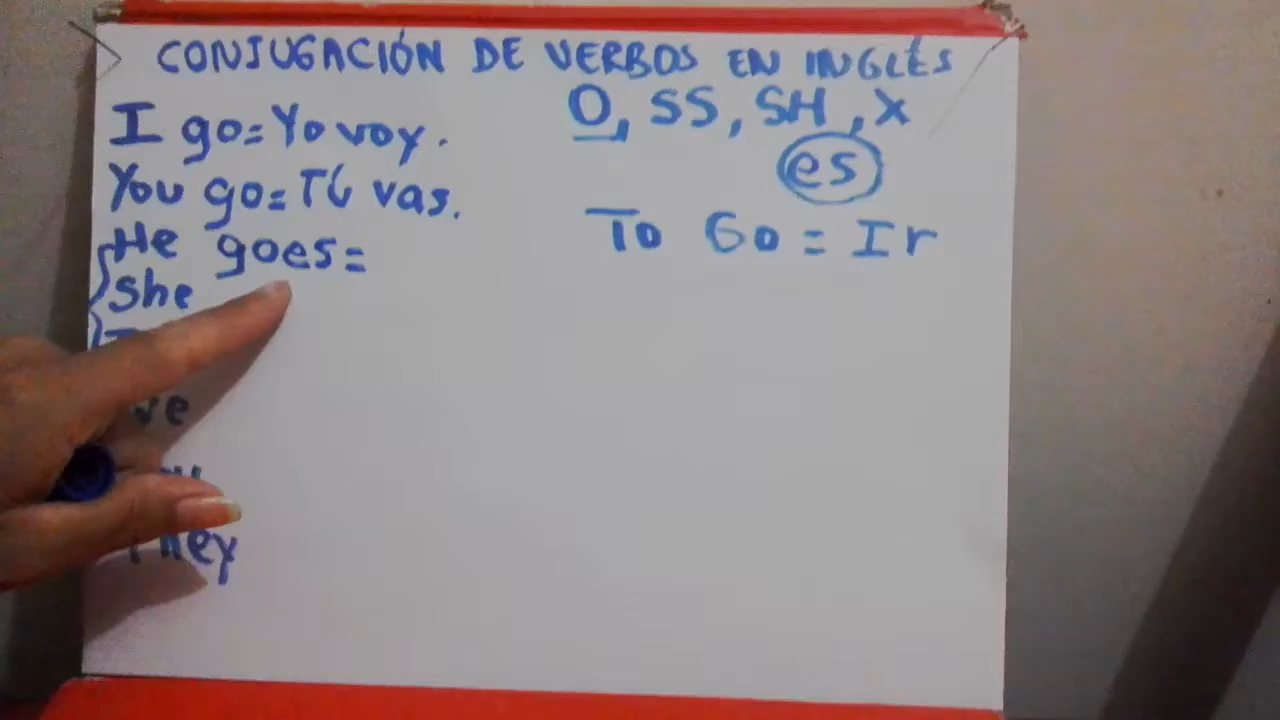 CONJUGACIÓN DE VERBOS EN INGLÉS
I go = Yo voy.
You go = Tú vas.
He goes =
She
They
O, SS, SH, X
es
To Go = Ir